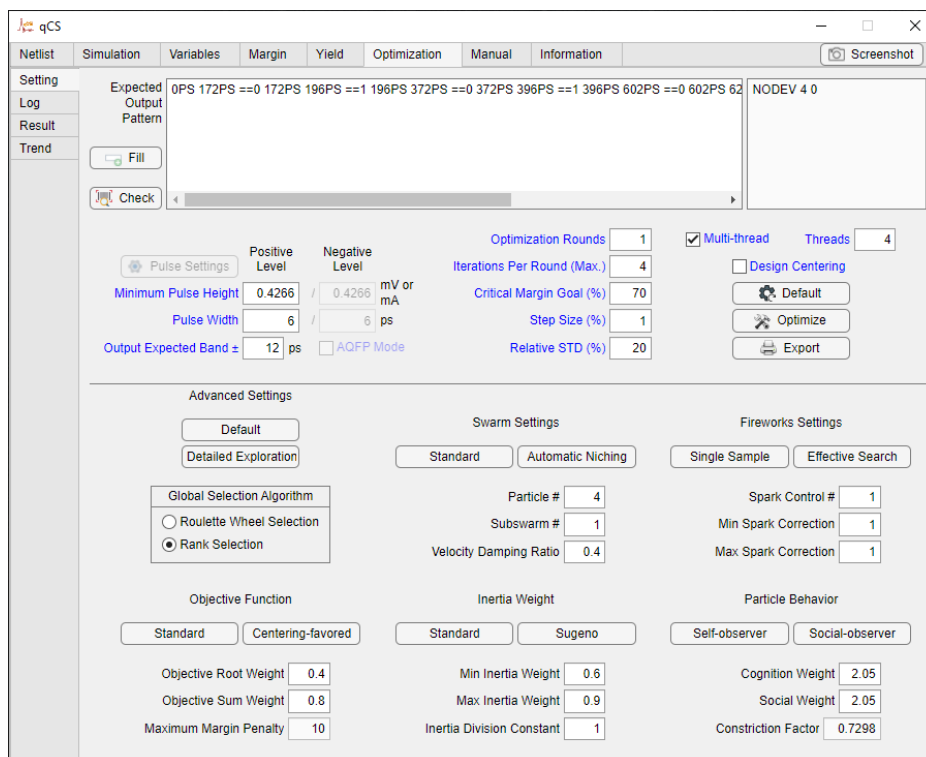 qCS
Netlist Simulation Variables Margin Yield Optimization Manual Information Screenshot
Setting
Log
Result
Trend
Expected
Output
Pattern
0PS 172PS ==0 172PS 196PS ==1 196PS 372PS ==0 372PS 396PS ==1 396PS 602PS ==0 602PS 62
NODEV 4 0
Fill
Check
Pulse Settings
Positive
Level
Negative
Level
Minimum Pulse Height 0.4266 / 0.4266 mV or
mA
Pulse Width 6 / 6 ps
Output Expected Band ± 12 ps AQFP Mode
Optimization Rounds 1
Iterations Per Round (Max.) 4
Critical Margin Goal (%) 70
Step Size (%) 1
Relative STD (%) 20
Multi-thread Threads 4
Design Centering
Default
Optimize
Export
Advanced Settings
Default
Detailed Exploration
Global Selection Algorithm
Roulette Wheel Selection
Rank Selection
Swarm Settings
Standard Automatic Niching
Particle # 4
Subswarm # 1
Velocity Damping Ratio 0.4
Fireworks Settings
Single Sample Effective Search
Spark Control # 1
Min Spark Correction 1
Max Spark Correction 1
Objective Function
Standard Centering-favored
Objective Root Weight 0.4
Objective Sum Weight 0.8
Maximum Margin Penalty 10
Inertia Weight
Standard Sugeno
Min Inertia Weight 0.6
Max Inertia Weight 0.9
Inertia Division Constant 1
Particle Behavior
Self-observer Social-observer
Cognition Weight 2.05
Social Weight 2.05
Constriction Factor 0.7298